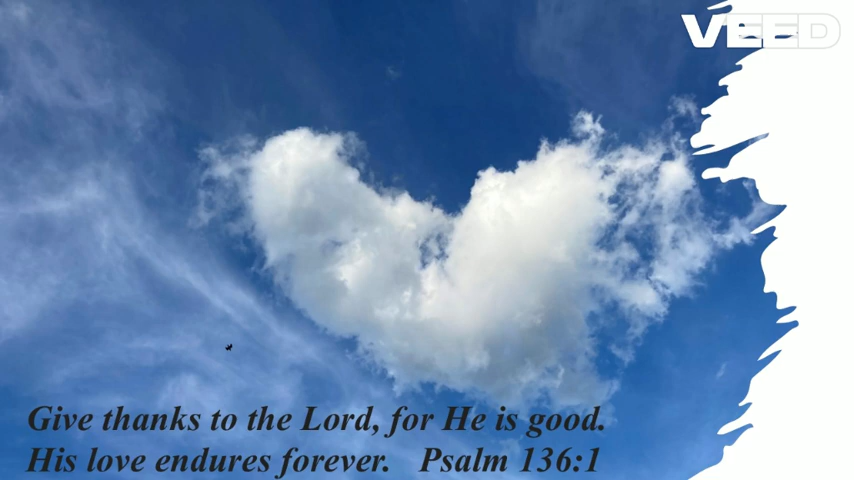 VEED
Give thanks to the Lord, for He is good.
His love endures forever. Psalm 136:1